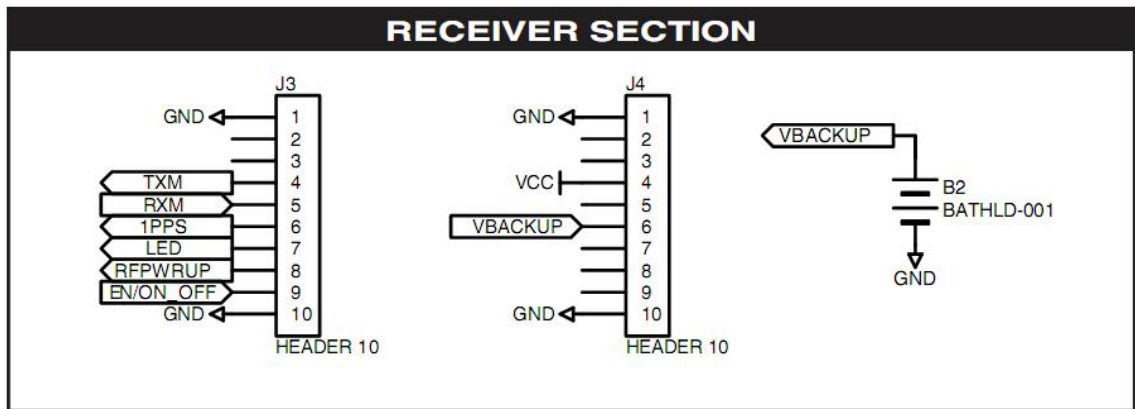 RECEIVER SECTION
J3
GND 1
2
3
TXM 4
RXM 5
1PPS 6
LED 7
RFPWRUP 8
EN/ON_OFF 9
GND 10
HEADER 10
J4
GND 1
2
3
VCC 4
5
VBACKUP 6
7
8
9
GND 10
HEADER 10
VBACKUP
B2
BATHLD-001
GND